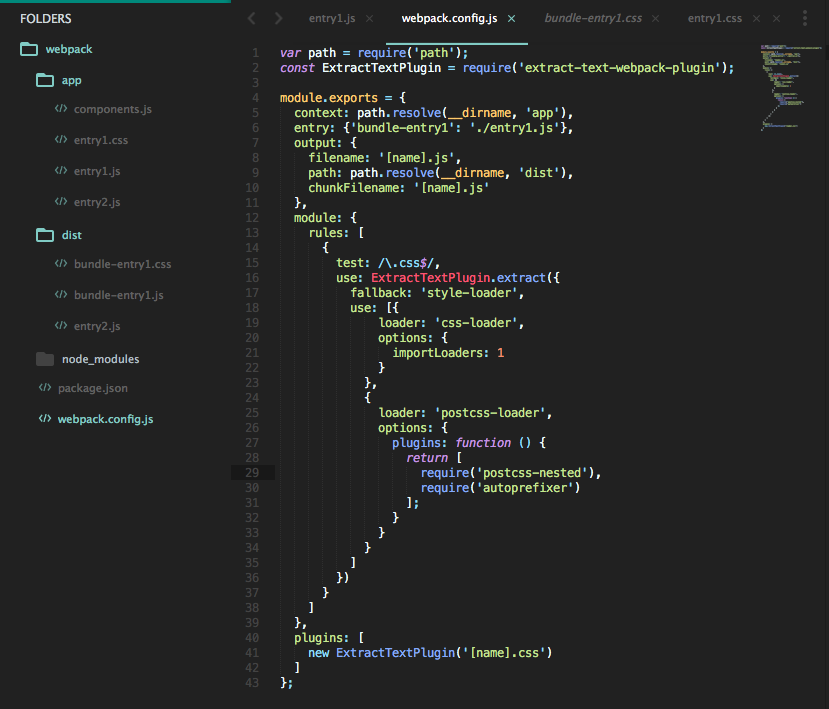 FOLDERS
webpack
app
components.js
entry1.css
entry1.js
entry2.js
dist
bundle-entry1.css
bundle-entry1.js
entry2.js
node_modules
package.json
webpack.config.js
entry1.js × webpack.config.js × bundle-entry1.css × entry1.css × ×
1 var path = require('path');
2 const ExtractTextPlugin = require('extract-text-webpack-plugin');
3
4 module.exports = {
5   context: path.resolve(__dirname, 'app'),
6   entry: {'bundle-entry1': './entry1.js'},
7   output: {
8     filename: '[name].js',
9     path: path.resolve(__dirname, 'dist'),
10     chunkFilename: '[name].js'
11   },
12   module: {
13     rules: [
14       {
15         test: /\.css$/,
16         use: ExtractTextPlugin.extract({
17           fallback: 'style-loader',
18           use: [{
19               loader: 'css-loader',
20               options: {
21                 importLoaders: 1
22               }
23             },
24             {
25               loader: 'postcss-loader',
26               options: {
27                 plugins: function () {
28                   return [
29                     require('postcss-nested'),
30                     require('autoprefixer')
31                   ];
32                 }
33               }
34             }
35           ]
36         })
37       }
38     ]
39   },
40   plugins: [
41     new ExtractTextPlugin('[name].css')
42   ]
43 };